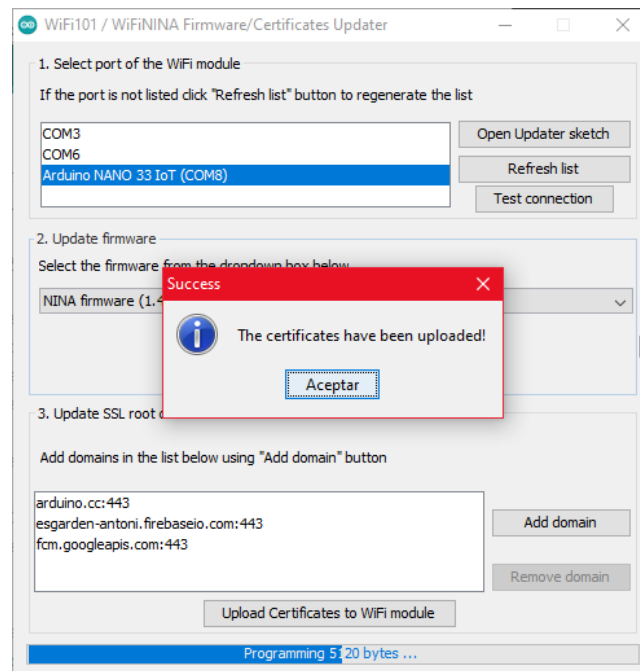 WiFi101 / WiFiNINA Firmware/Certificates Updater
1. Select port of the WiFi module
If the port is not listed click "Refresh list" button to regenerate the list
COM3
COM6
Arduino NANO 33 IoT (COM8)
Open Updater sketch
Refresh list
Test connection
2. Update firmware
Select the firmware from the dropdown box below
NINA firmware (1.4
Success
The certificates have been uploaded!
Aceptar
3. Update SSL root
Add domains in the list below using "Add domain" button
arduino.cc:443
esgarden-antoni.firebaseio.com:443
fcm.googleapis.com:443
Add domain
Remove domain
Upload Certificates to WiFi module
Programming 5120 bytes ...